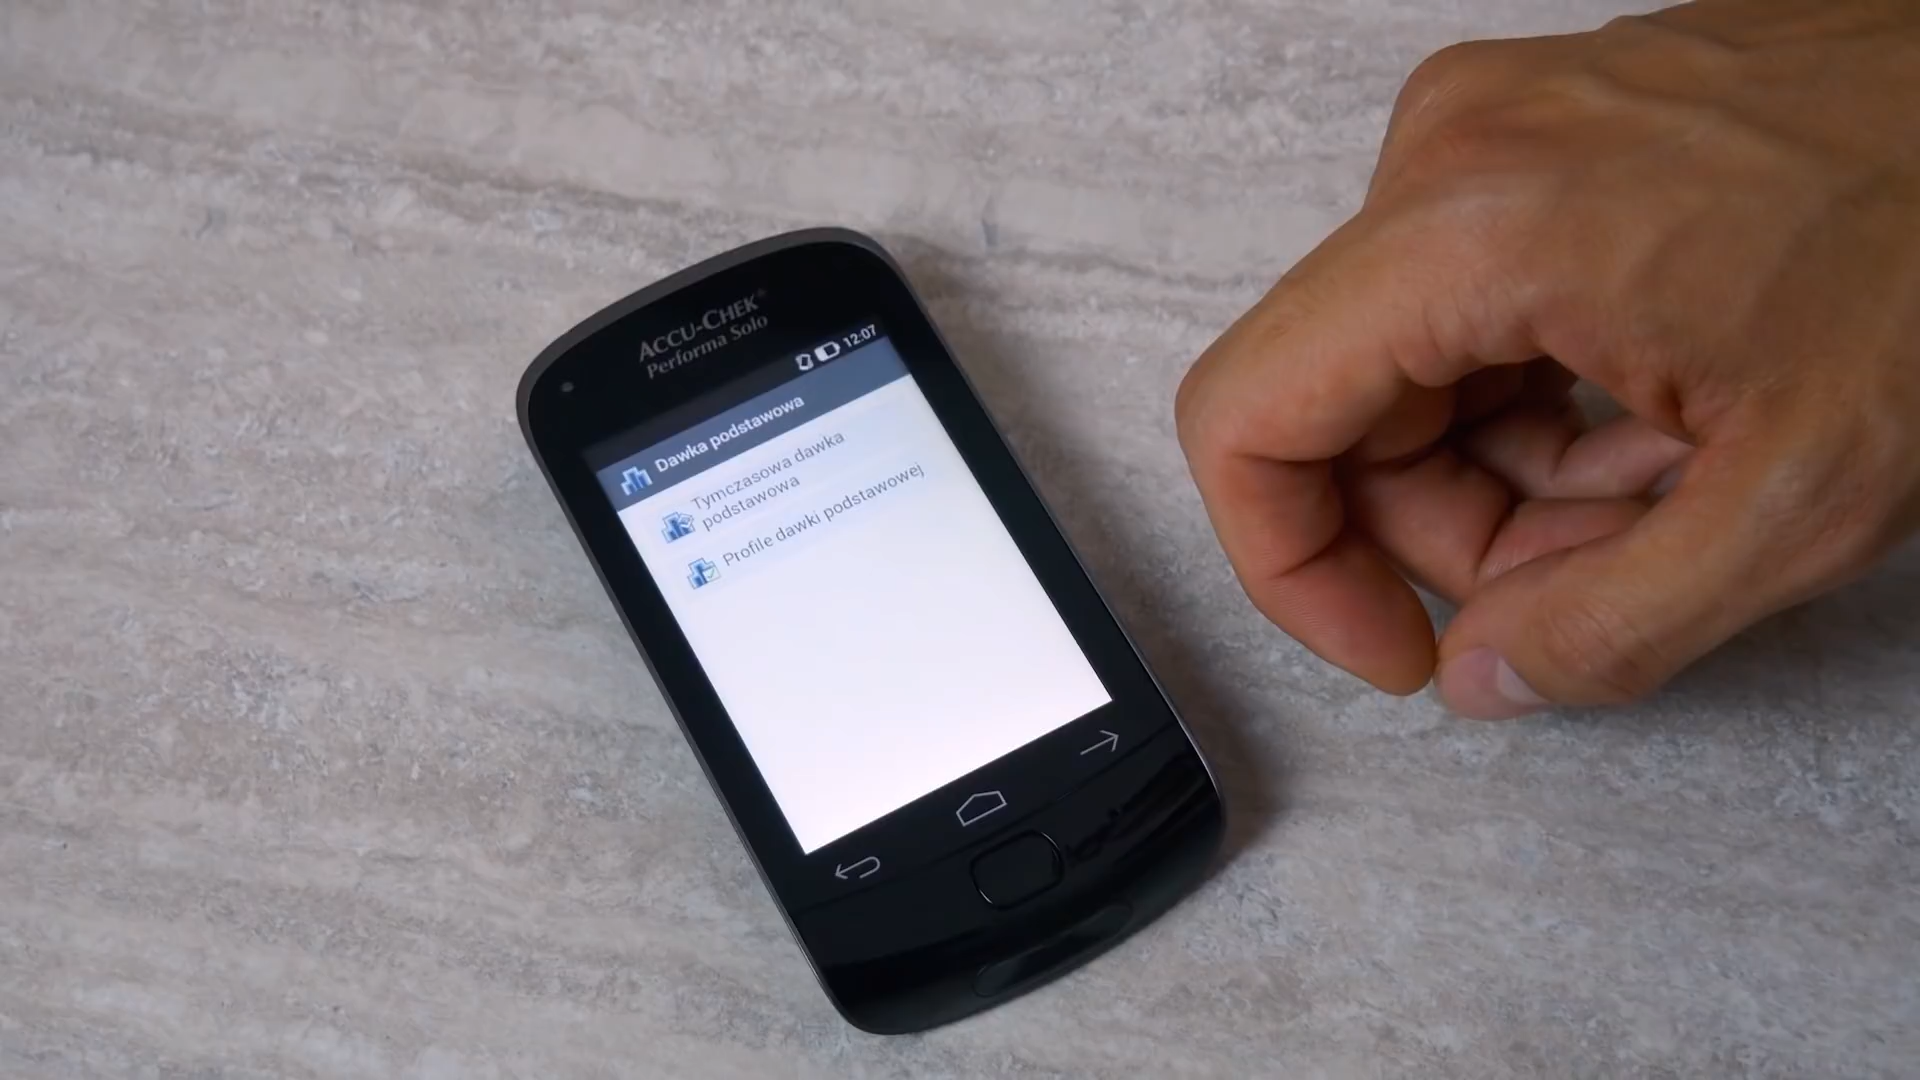 ACCU-CHEK®
Performa Solo
12:07
Dawka podstawowa
Tymczasowa dawka
podstawowa
Profile dawki podstawowej